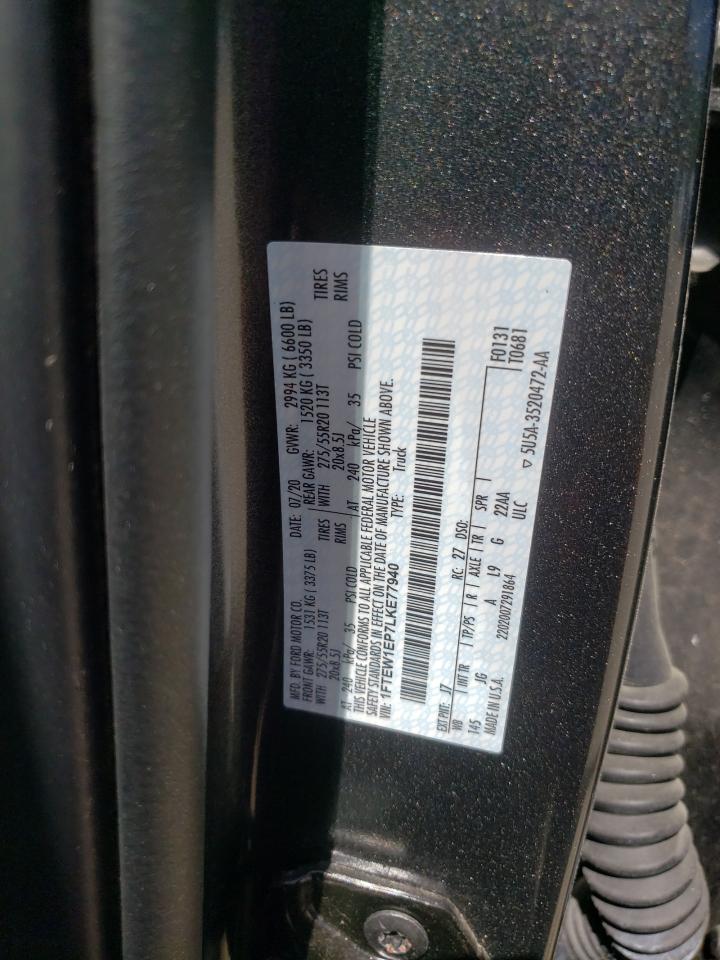 MFD. BY FORD MOTOR CO. DATE: 07/20 GVWR: 2994 KG ( 6600 LB)
FRONT GAWR: 1531 KG ( 3375 LB) REAR GAWR: 1520 KG ( 3350 LB)
WITH 275/55R20 113T TIRES WITH 275/55R20 113T TIRES
20x8.5J RIMS 20x8.5J RIMS
AT 240 kPa/ 35 PSI COLD AT 240 kPa/ 35 PSI COLD
THIS VEHICLE CONFORMS TO ALL APPLICABLE FEDERAL MOTOR VEHICLE
SAFETY STANDARDS IN EFFECT ON THE DATE OF MANUFACTURE SHOWN ABOVE.
VIN: 1FTEW1EP7LKE77940 TYPE: Truck
EXT PNT: J7 RC: 27 DSO: F0131
WB INT TR TP/PS R AXLE TR SPR T0681
145 JG A L9 G 22AA
MADE IN U.S.A. 2202007291864 ULC
▽ 5U5A-3520472-AA